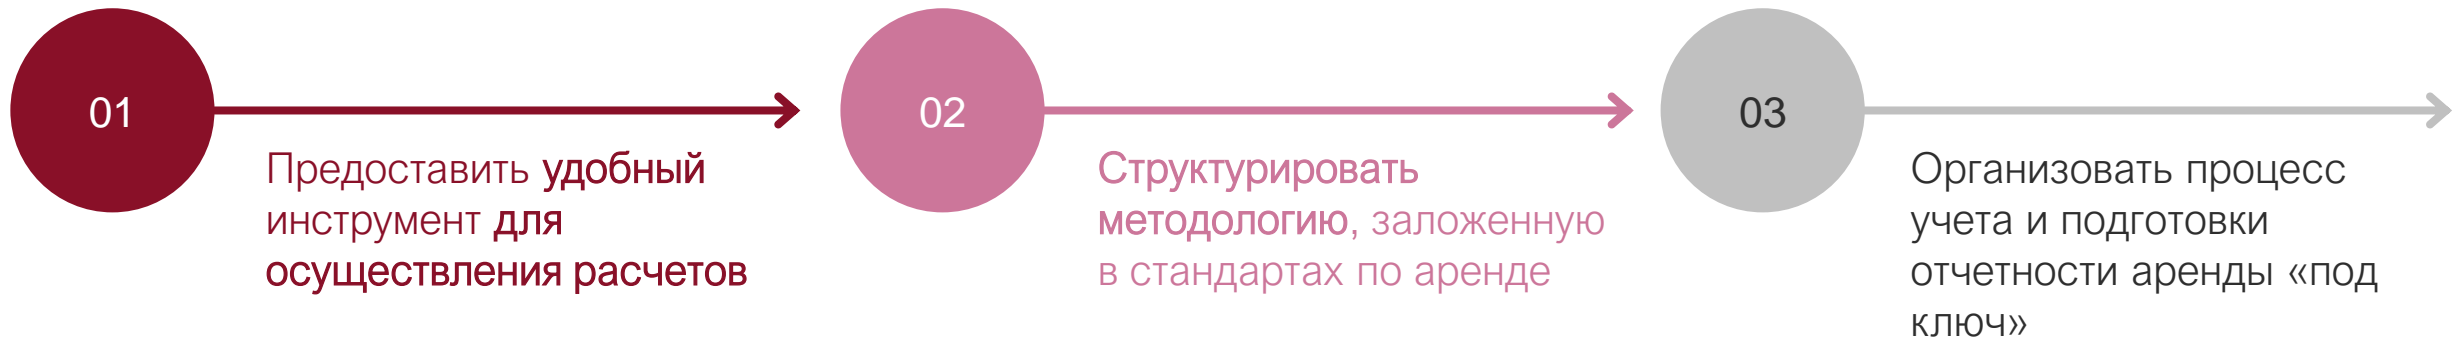 01
Предоставить удобный
инструмент для
осуществления расчетов
02
Структурировать
методологию, заложенную
в стандартах по аренде
03
Организовать процесс
учета и подготовки
отчетности аренды «под
ключ»